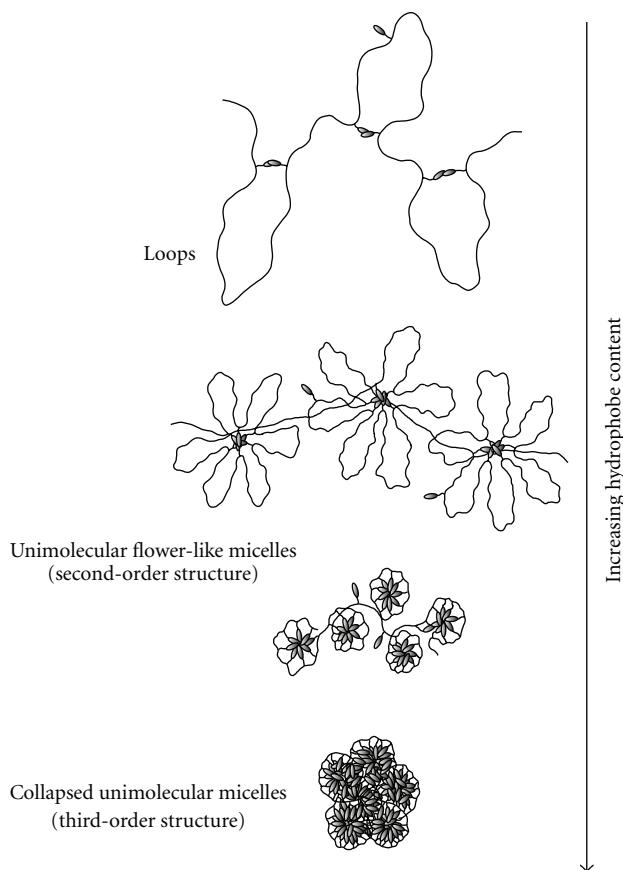 Loops
Unimolecular flower-like micelles
(second-order structure)
Collapsed unimolecular micelles
(third-order structure)
Increasing hydrophobe content